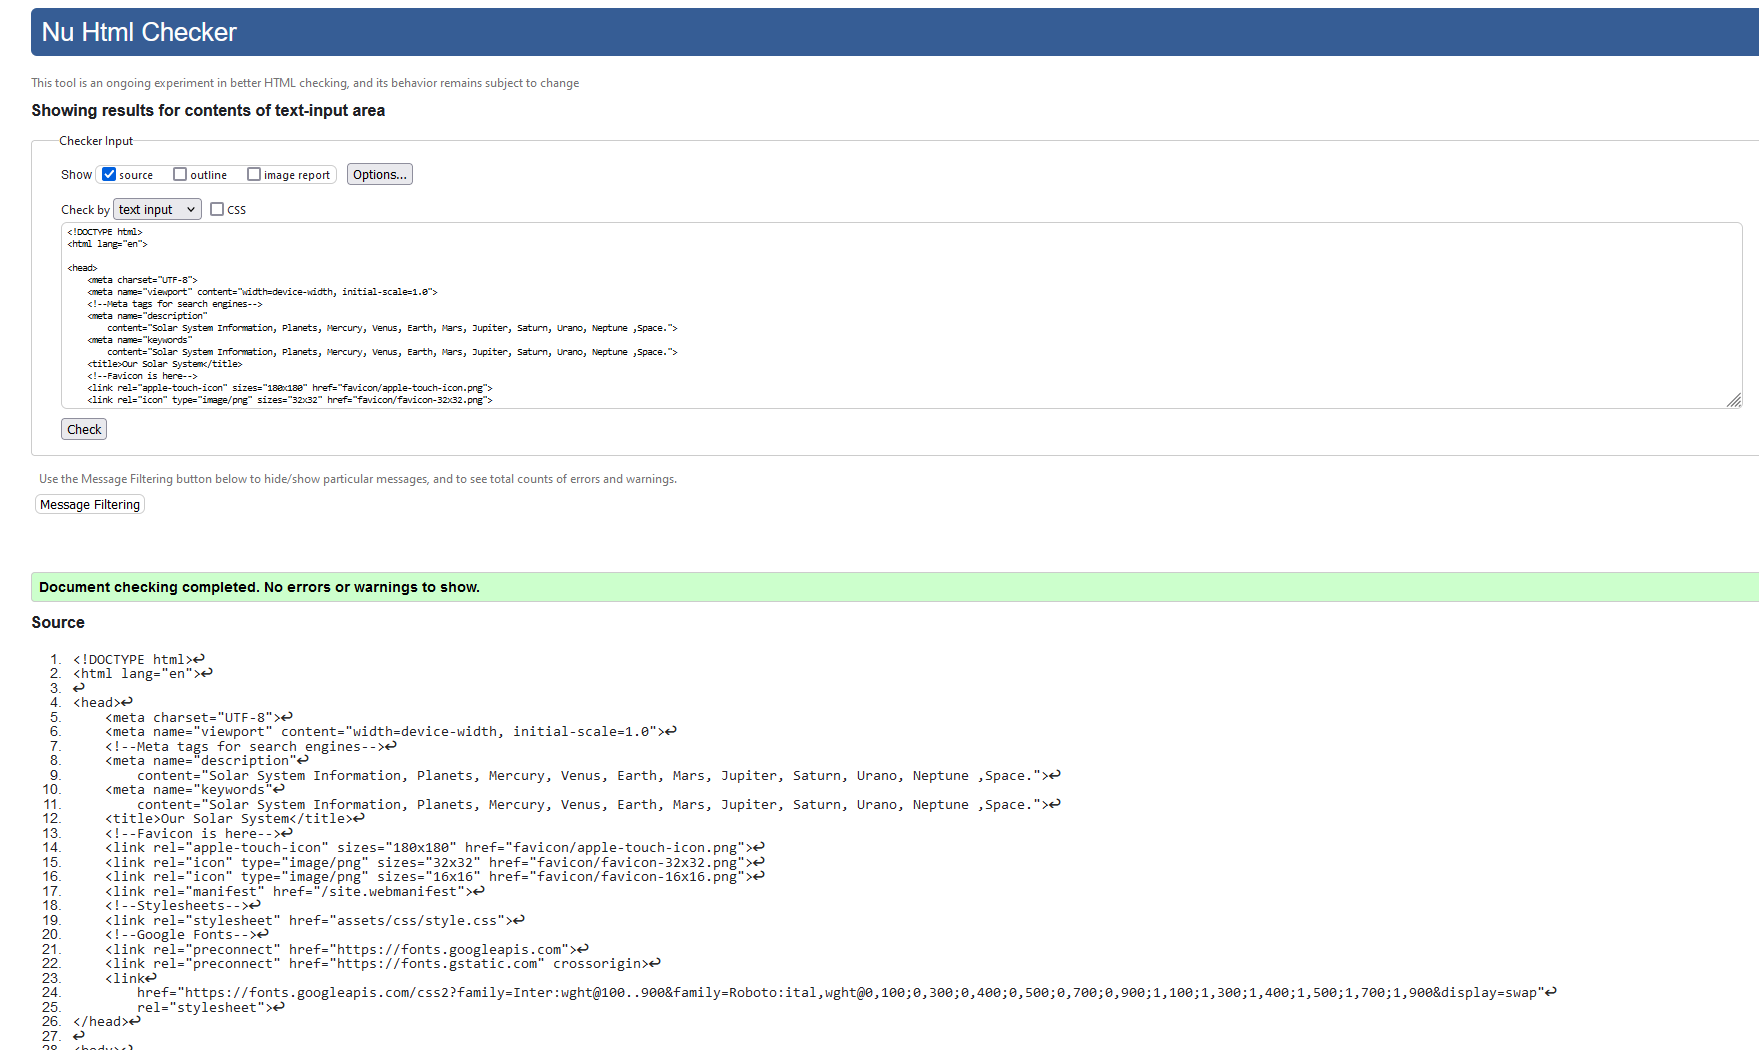 Nu Html Checker
This tool is an ongoing experiment in better HTML checking, and its behavior remains subject to change
Showing results for contents of text-input area
Checker Input
Show source outline image report Options...
Check by text input CSS
<!DOCTYPE html>
<html lang="en">
<head>
<meta charset="UTF-8">
<meta name="viewport" content="width=device-width, initial-scale=1.0">
<!--Meta tags for search engines-->
<meta name="description"
content="Solar System Information, Planets, Mercury, Venus, Earth, Mars, Jupiter, Saturn, Urano, Neptune ,Space.">
<meta name="keywords"
content="Solar System Information, Planets, Mercury, Venus, Earth, Mars, Jupiter, Saturn, Urano, Neptune ,Space.">
<title>Our Solar System</title>
<!--Favicon is here-->
<link rel="apple-touch-icon" sizes="180x180" href="favicon/apple-touch-icon.png">
<link rel="icon" type="image/png" sizes="32x32" href="favicon/favicon-32x32.png">
Check
Use the Message Filtering button below to hide/show particular messages, and to see total counts of errors and warnings.
Message Filtering
Document checking completed. No errors or warnings to show.
Source
1. <!DOCTYPE html>↩
2. <html lang="en">↩
3. ↩
4. <head>↩
5. <meta charset="UTF-8">↩
6. <meta name="viewport" content="width=device-width, initial-scale=1.0">↩
7. <!--Meta tags for search engines-->↩
8. <meta name="description"↩
9. content="Solar System Information, Planets, Mercury, Venus, Earth, Mars, Jupiter, Saturn, Urano, Neptune ,Space.">↩
10. <meta name="keywords"↩
11. content="Solar System Information, Planets, Mercury, Venus, Earth, Mars, Jupiter, Saturn, Urano, Neptune ,Space.">↩
12. <title>Our Solar System</title>↩
13. <!--Favicon is here-->↩
14. <link rel="apple-touch-icon" sizes="180x180" href="favicon/apple-touch-icon.png">↩
15. <link rel="icon" type="image/png" sizes="32x32" href="favicon/favicon-32x32.png">↩
16. <link rel="icon" type="image/png" sizes="16x16" href="favicon/favicon-16x16.png">↩
17. <link rel="manifest" href="/site.webmanifest">↩
18. <!--Stylesheets-->↩
19. <link rel="stylesheet" href="assets/css/style.css">↩
20. <!--Google Fonts-->↩
21. <link rel="preconnect" href="https://fonts.googleapis.com">↩
22. <link rel="preconnect" href="https://fonts.gstatic.com" crossorigin>↩
23. <link↩
24. href="https://fonts.googleapis.com/css2?family=Inter:wght@100..900&family=Roboto:ital,wght@0,100;0,300;0,400;0,500;0,700;0,900;1,100;1,300;1,400;1,500;1,700;1,900&display=swap"↩
25. rel="stylesheet">↩
26. </head>↩
27. ↩
28. <body>↩